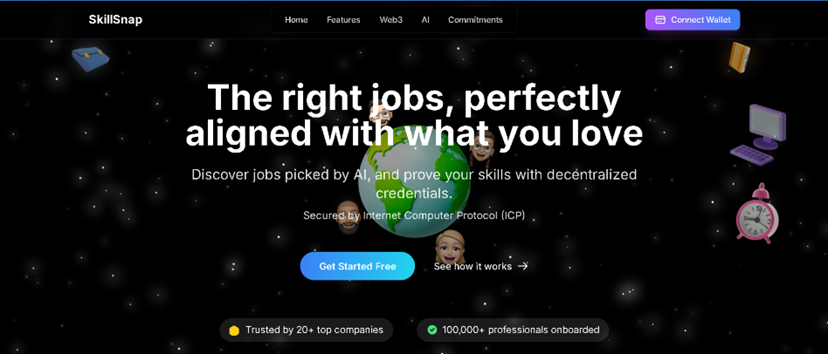 SkillSnap
Home Features Web3 AI Commitments
Connect Wallet
The right jobs, perfectly
aligned with what you love
Discover jobs picked by AI, and prove your skills with decentralized
credentials.
Secured by Internet Computer Protocol (ICP)
Get Started Free
See how it works →
Trusted by 20+ top companies
100,000+ professionals onboarded